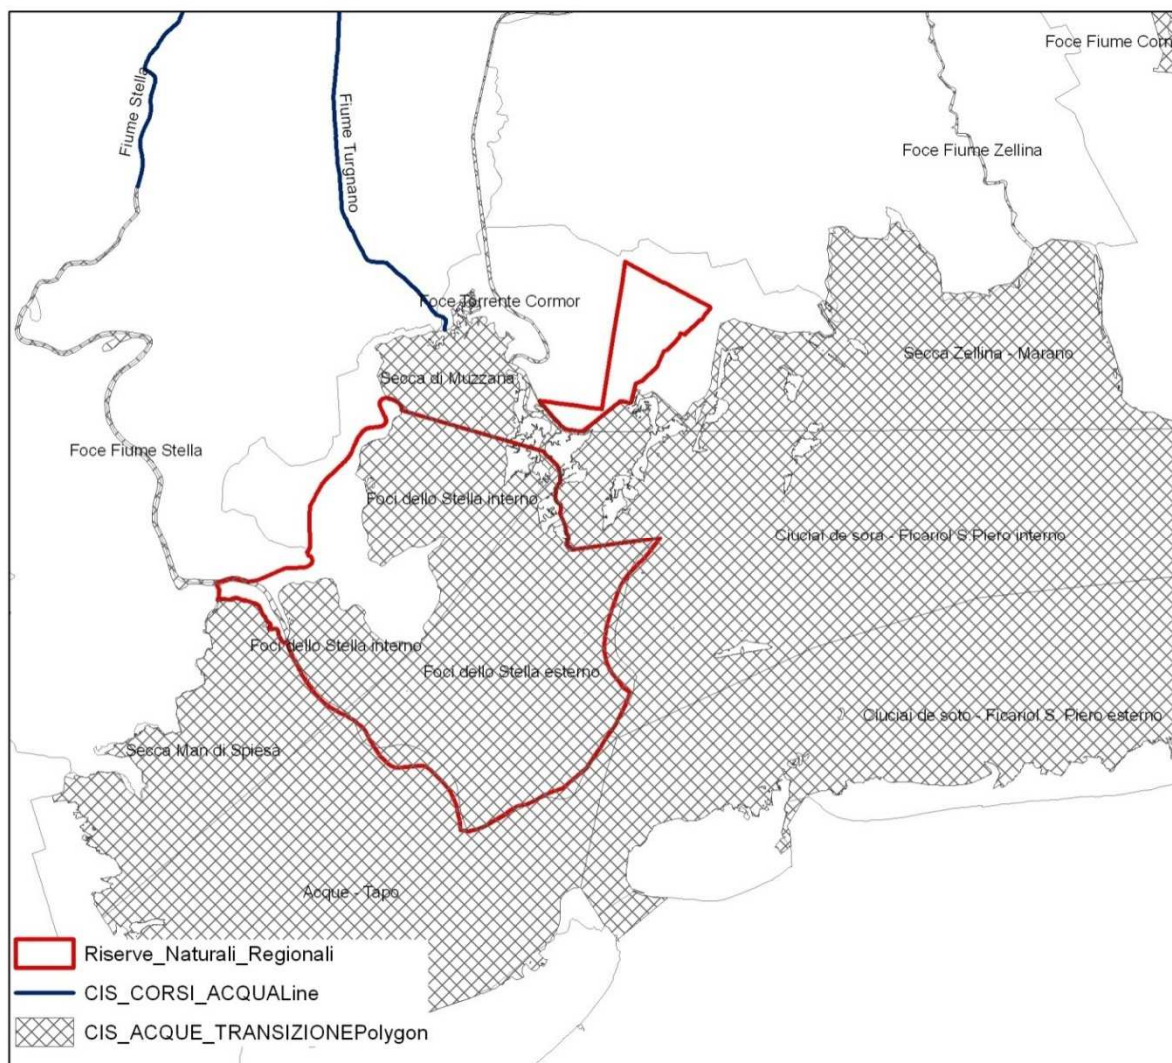 Foce Fiume Corn
Fiume Stella
Fiume Turgnano
Foce Fiume Zellina
Foce Torrente Cormor
Secca Zellina - Marano
Secca di Muzzana
Foce Fiume Stella
Foci dello Stella interno
Ciuciai de sora - Ficariol S.Piero interno
Foci dello Stella interno
Foci dello Stella esterno
Ciuciai de soto - Ficariol S. Piero esterno
Secca Man di Spiesa
Acque - Tapo
Riserve_Naturali_Regionali
CIS_CORSI_ACQUALine
CIS_ACQUE_TRANSIZIONEPolygon